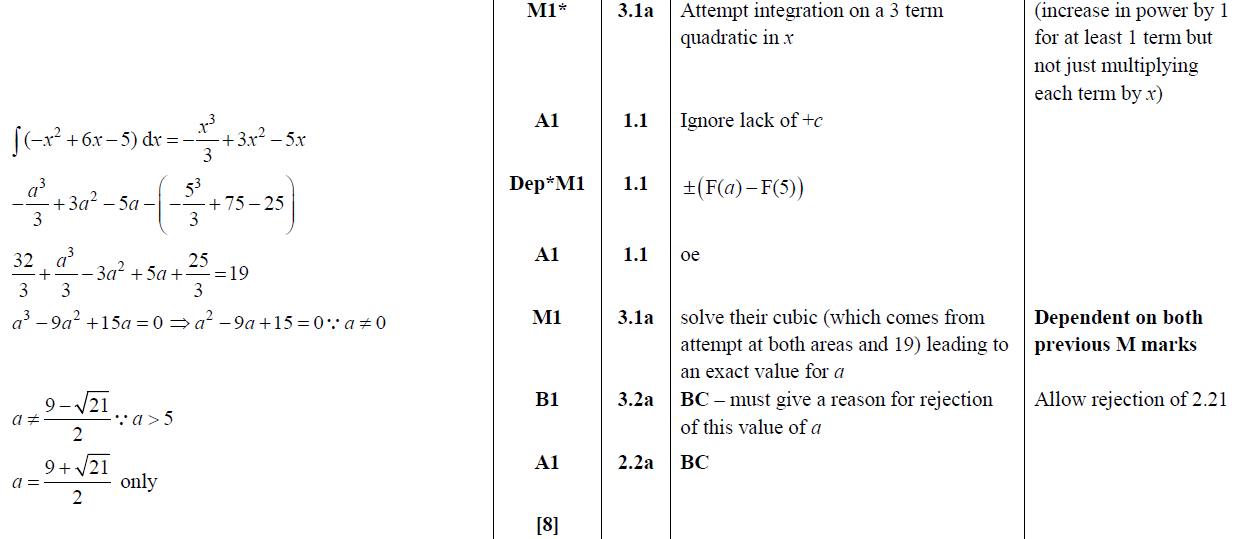 M1* 3.1a Attempt integration on a 3 term (increase in power by 1
quadratic in x for at least 1 term but
not just multiplying
each term by x)
∫(−x² + 6x − 5) dx = −x³/3 + 3x² − 5x A1 1.1 Ignore lack of +c
−a³/3 + 3a² − 5a − (−5³/3 + 75 − 25) Dep*M1 1.1 ±(F(a) − F(5))
32/3 + a³/3 − 3a² + 5a + 25/3 = 19 A1 1.1 oe
a³ − 9a² + 15a = 0 ⇒ a² − 9a + 15 = 0 ∵ a ≠ 0 M1 3.1a solve their cubic (which comes from Dependent on both
attempt at both areas and 19) leading to previous M marks
an exact value for a
a ≠ (9 − √21)/2 ∵ a > 5 B1 3.2a BC – must give a reason for rejection Allow rejection of 2.21
of this value of a
a = (9 + √21)/2 only A1 2.2a BC
[8]